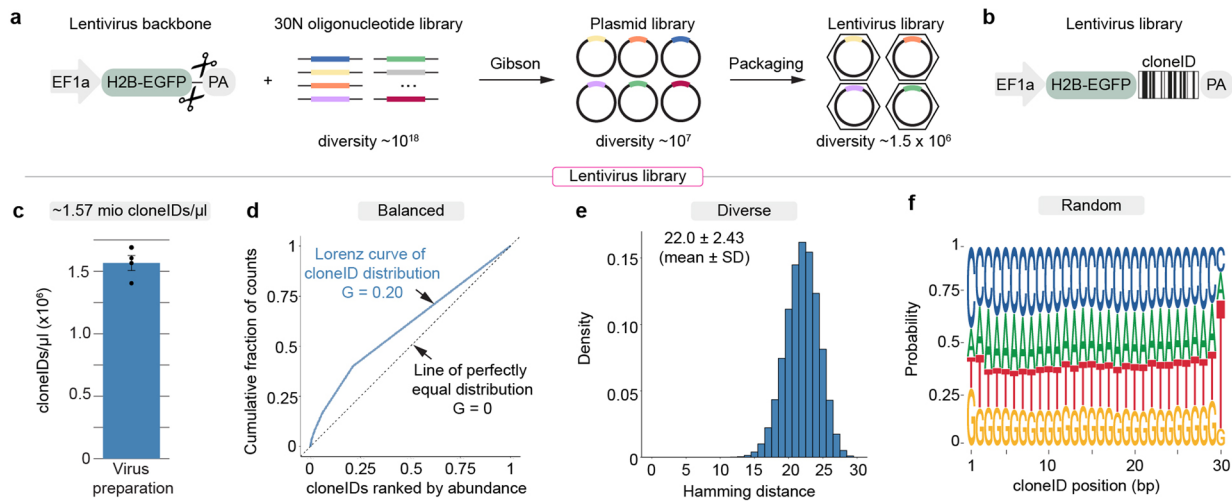 a
Lentivirus backbone
EF1a
H2B-EGFP
PA
+
30N oligonucleotide library
...
diversity ~10¹⁸
Gibson
Plasmid library
diversity ~10⁷
Packaging
Lentivirus library
diversity ~1.5 x 10⁶
b
Lentivirus library
cloneID
EF1a
H2B-EGFP
PA
Lentivirus library
c
~1.57 mio cloneIDs/µl
cloneIDs/µl (x10⁶)
1.5
1.0
0.5
0
Virus
preparation
d
Balanced
Cumulative fraction of counts
1
0.75
0.5
0.25
0
Lorenz curve of
cloneID distribution
G = 0.20
Line of perfectly
equal distribution
G = 0
0
0.25
0.5
0.75
1
cloneIDs ranked by abundance
e
Diverse
22.0 ± 2.43
(mean ± SD)
Density
0.15
0.10
0.05
0
0
5
10
15
20
25
30
Hamming distance
f
Random
Probability
1
0.75
0.5
0.25
0
CCCCCCCCCCCCCCCCCCCCCCCCCCCCCC
AAAAAAAAAAAAAAAAAAAAAAAAAAAAAA
TTTTTTTTTTTTTTTTTTTTTTTTTTTTTT
GGGGGGGGGGGGGGGGGGGGGGGGGGGGGG
1
10
20
30
cloneID position (bp)